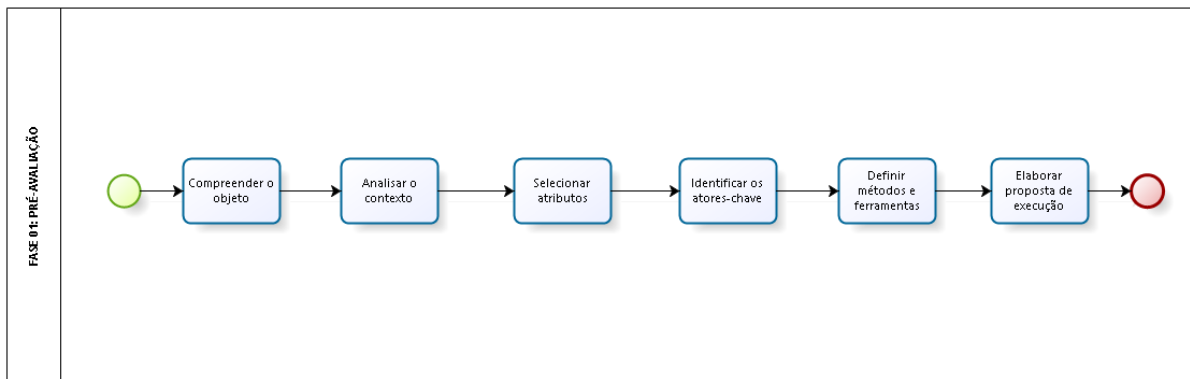 FASE 01: PRÉ-AVALIAÇÃO
Compreender o
objeto
Analisar o
contexto
Selecionar
atributos
Identificar os
atores-chave
Definir
métodos e
ferramentas
Elaborar
proposta de
execução